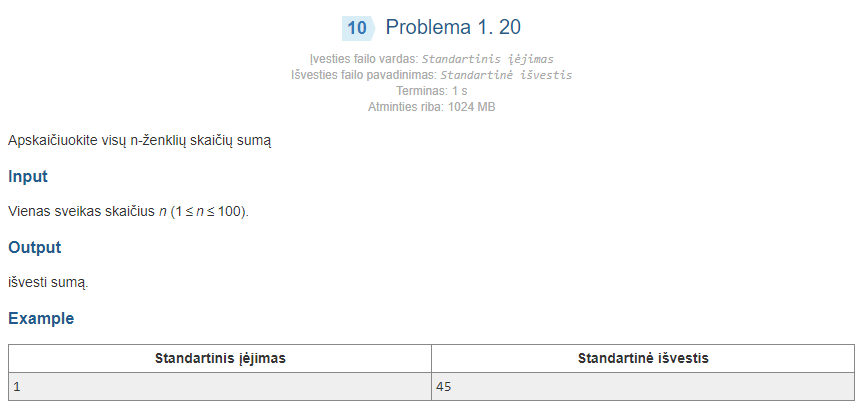 10 Problema 1. 20
Įvesties failo vardas: Standartinis įėjimas
Išvesties failo pavadinimas: Standartinė išvestis
Terminas: 1 s
Atminties riba: 1024 MB
Apskaičiuokite visų n-ženklių skaičių sumą
Input
Vienas sveikas skaičius n (1 ≤ n ≤ 100).
Output
išvesti sumą.
Example
Standartinis įėjimas Standartinė išvestis
1 45